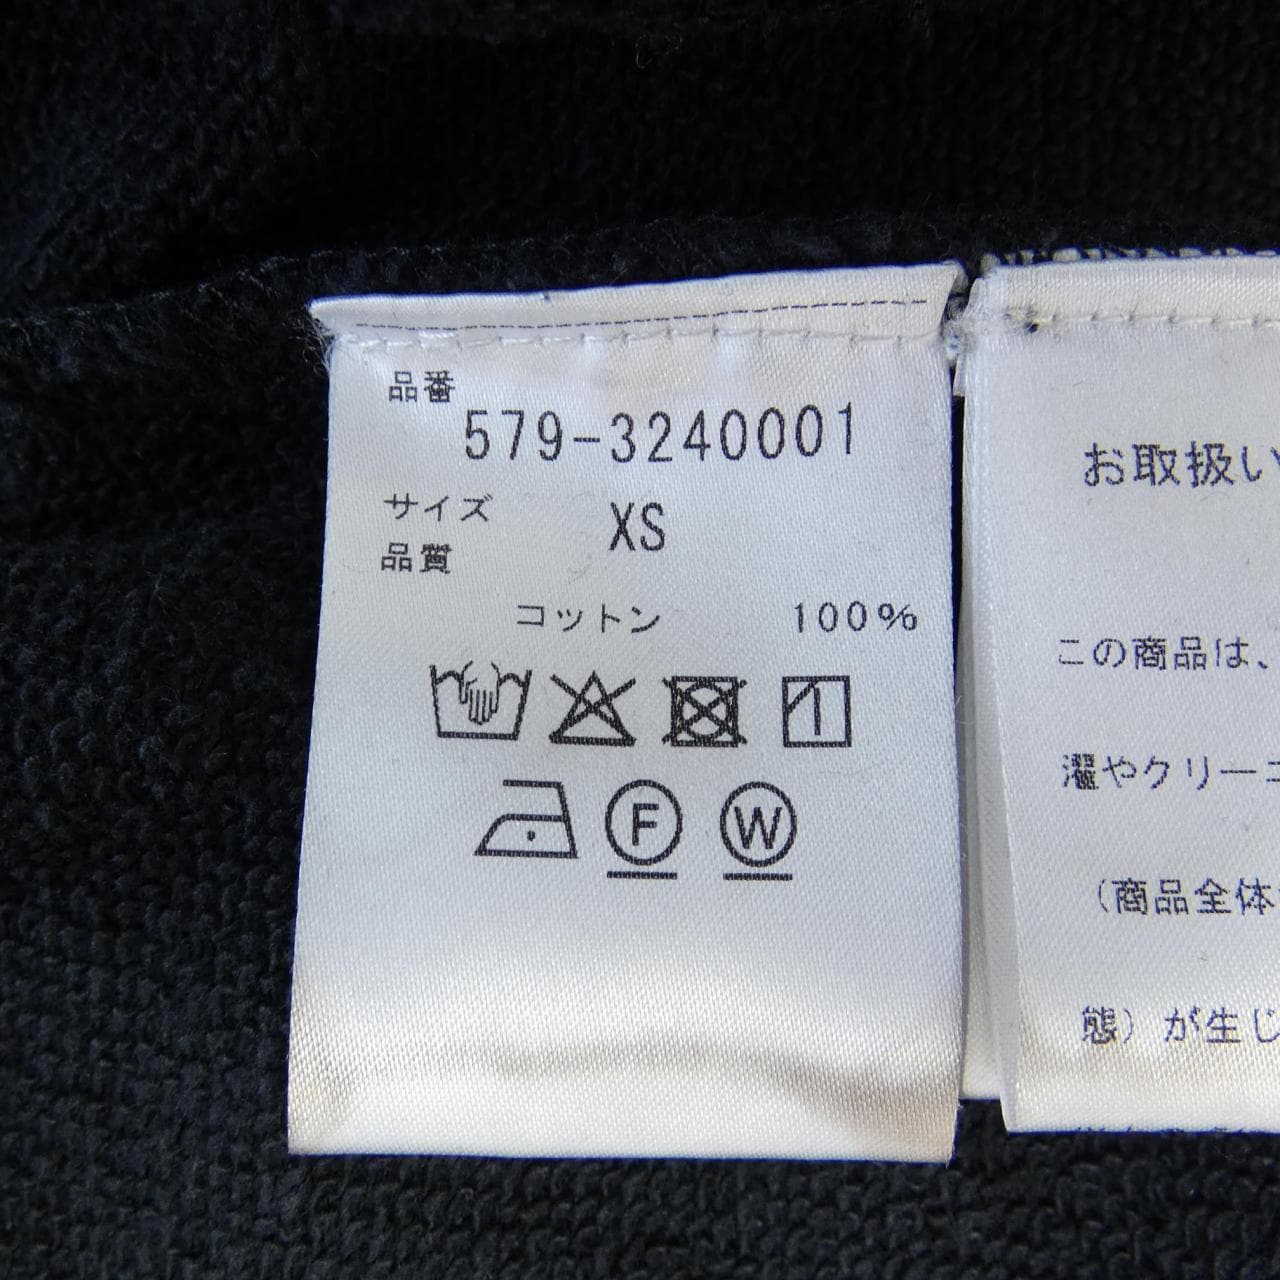 品番
579-3240001
サイズ XS
品質
コットン 100%
F W
お取扱い
この商品は、
濯やクリーニ
（商品全体
態）が生じ